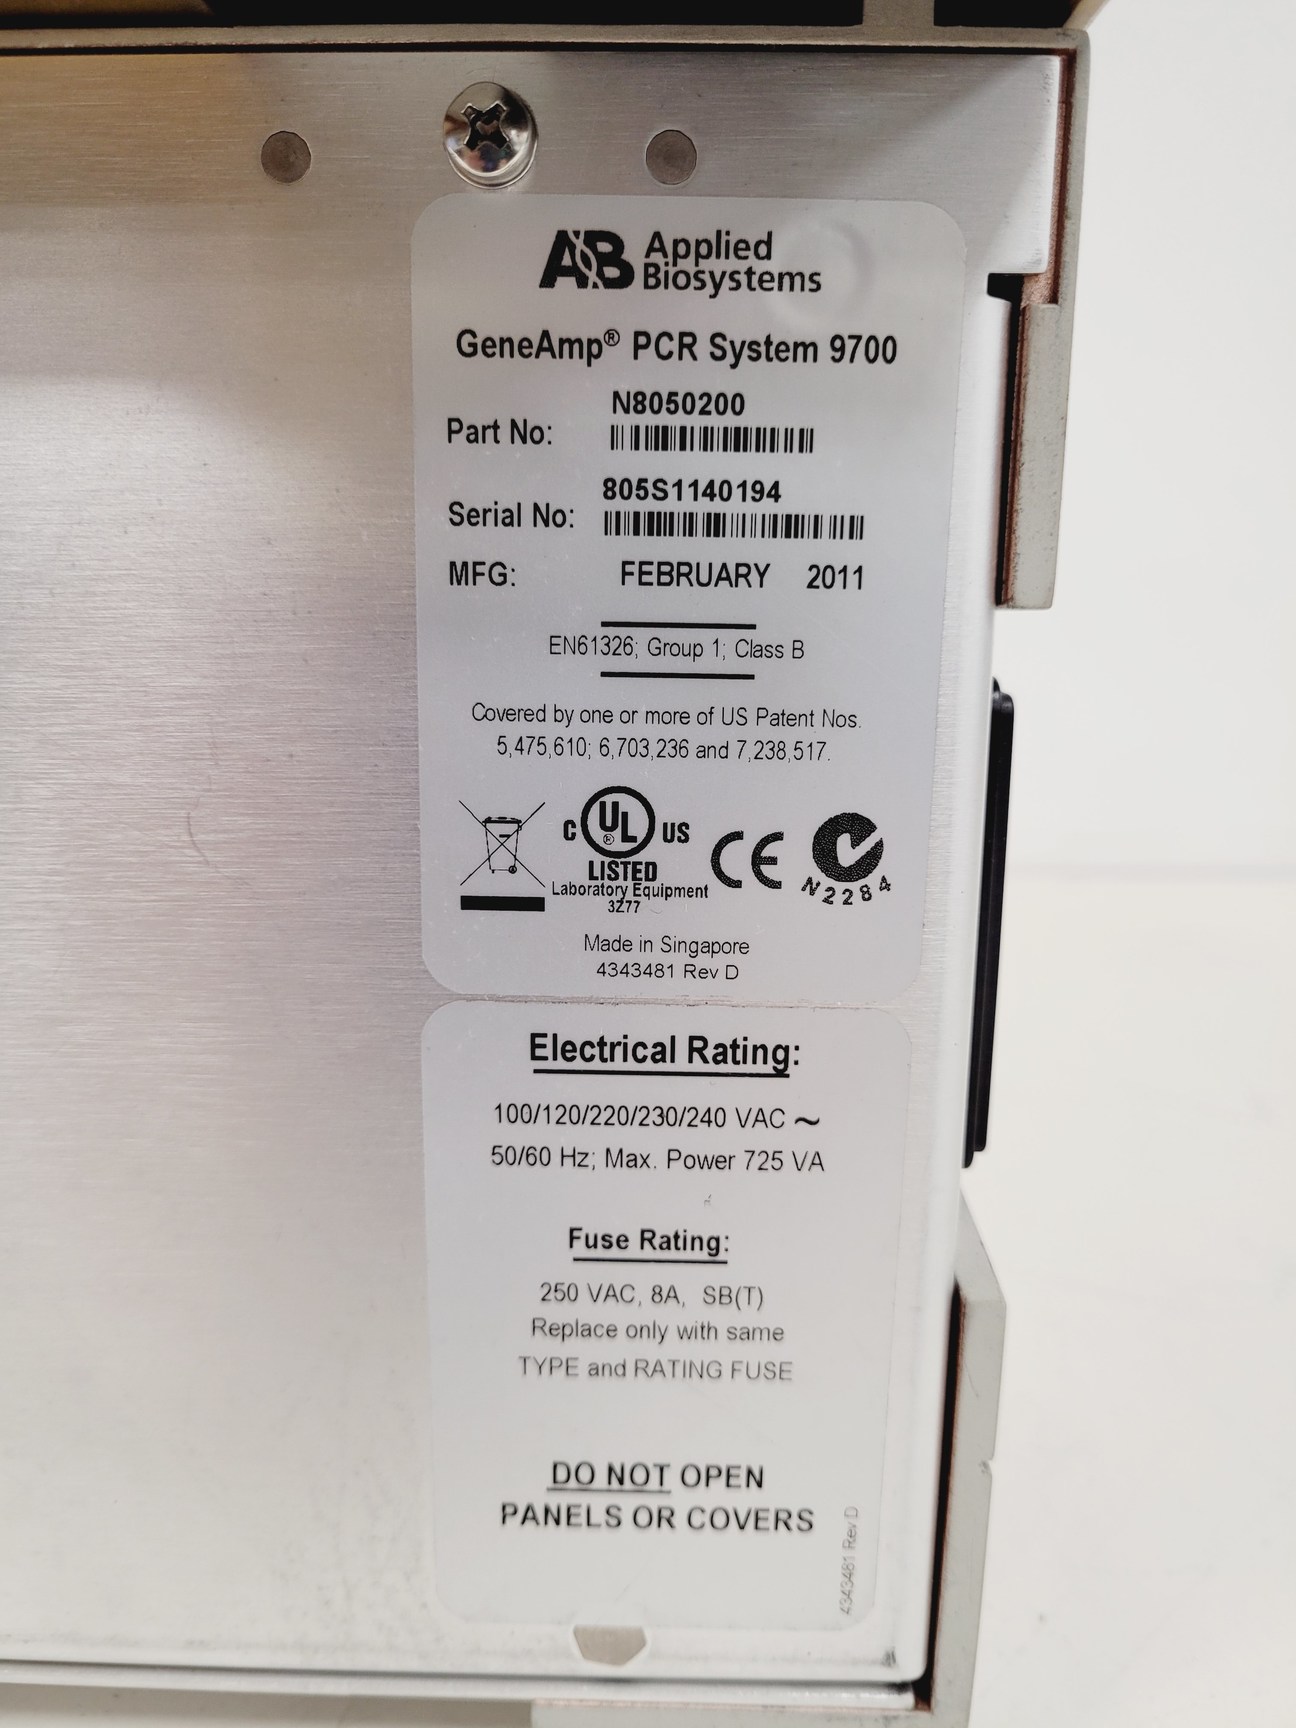 AB Applied
Biosystems
GeneAmp® PCR System 9700
N8050200
Part No:
805S1140194
Serial No:
MFG: FEBRUARY 2011
EN61326; Group 1; Class B
Covered by one or more of US Patent Nos.
5,475,610; 6,703,236 and 7,238,517.
C UL® US
LISTED
Laboratory Equipment
3Z77
CE
N2284
Made in Singapore
4343481 Rev D
Electrical Rating:
100/120/220/230/240 VAC ~
50/60 Hz; Max. Power 725 VA
Fuse Rating:
250 VAC, 8A, SB(T)
Replace only with same
TYPE and RATING FUSE
DO NOT OPEN
PANELS OR COVERS
4343481 Rev D